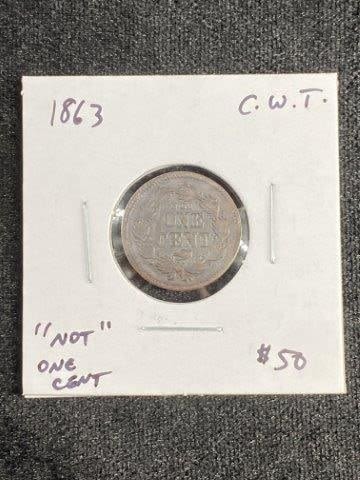 1863
C.W.T.
NOT
ONE
CENT
"NOT"
ONE
CENT
$50